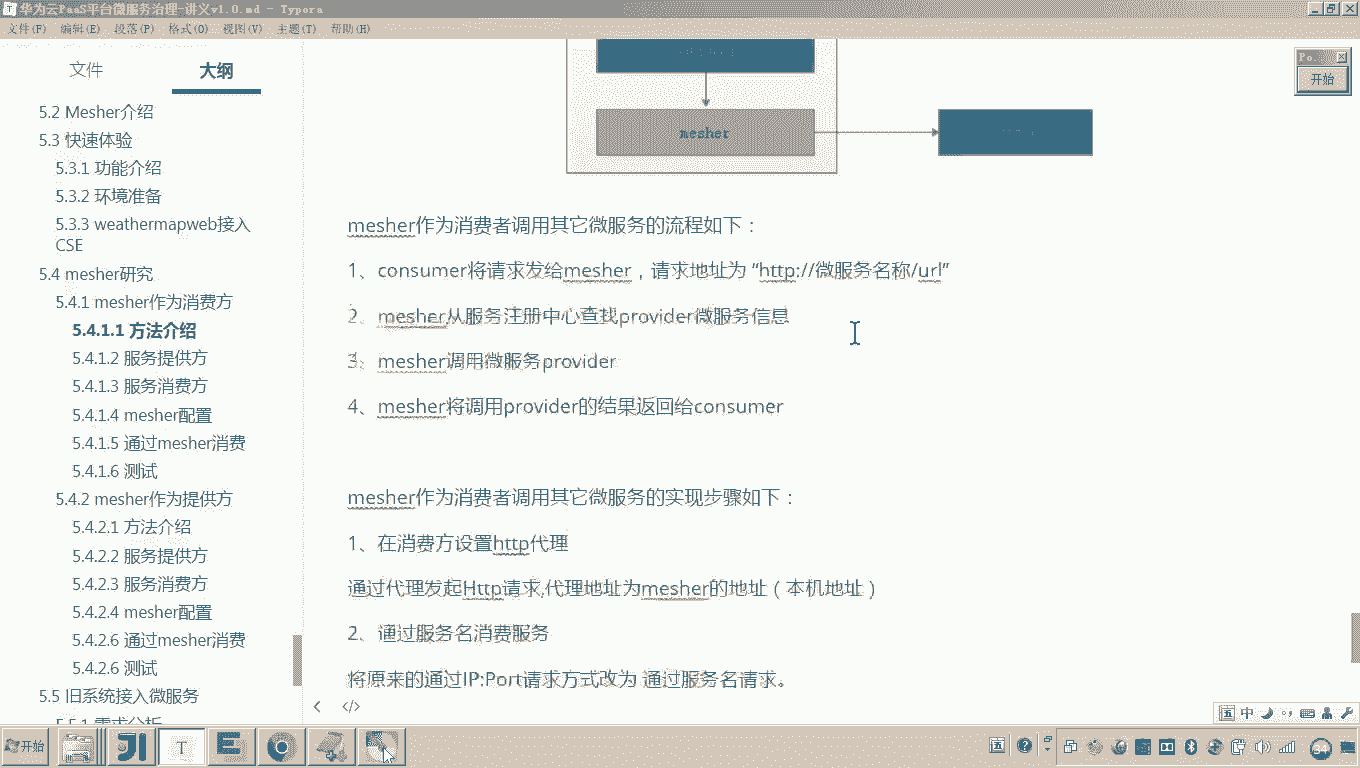 华为云PaaS平台微服务治理-讲义v1.0.md - Typora
文件(F) 编辑(E) 段落(P) 格式(O) 视图(V) 主题(T) 帮助(H)
文件 大纲
5.2 Mesher介绍
5.3 快速体验
5.3.1 功能介绍
5.3.2 环境准备
5.3.3 weathermapweb接入
CSE
5.4 mesher研究
5.4.1 mesher作为消费方
5.4.1.1 方法介绍
5.4.1.2 服务提供方
5.4.1.3 服务消费方
5.4.1.4 mesher配置
5.4.1.5 通过mesher消费
5.4.1.6 测试
5.4.2 mesher作为提供方
5.4.2.1 方法介绍
5.4.2.2 服务提供方
5.4.2.3 服务消费方
5.4.2.4 mesher配置
5.4.2.6 通过mesher消费
5.4.2.6 测试
5.5 旧系统接入微服务
5.5.1 需求分析
mesher
mesher作为消费者调用其它微服务的流程如下：
1、consumer将请求发给mesher，请求地址为 “http://微服务名称/url”
2、mesher从服务注册中心查找provider微服务信息
3、mesher调用微服务provider
4、mesher将调用provider的结果返回给consumer
mesher作为消费者调用其它微服务的实现步骤如下：
1、在消费方设置http代理
通过代理发起Http请求,代理地址为mesher的地址（本机地址）
2、通过服务名消费服务
将原来的通过IP:Port请求方式改为 通过服务名请求。
Po..
开始
五 中
开始
五
34